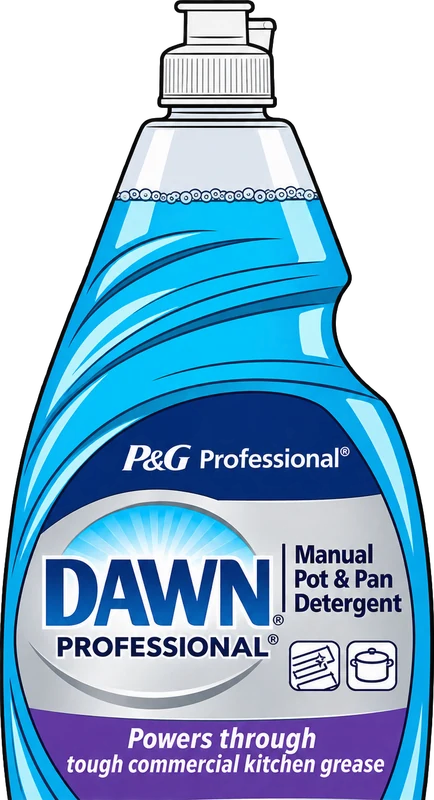 P&G Professional®
DAWN®
PROFESSIONAL®
Manual
Pot & Pan
Detergent
Powers through
tough commercial kitchen grease